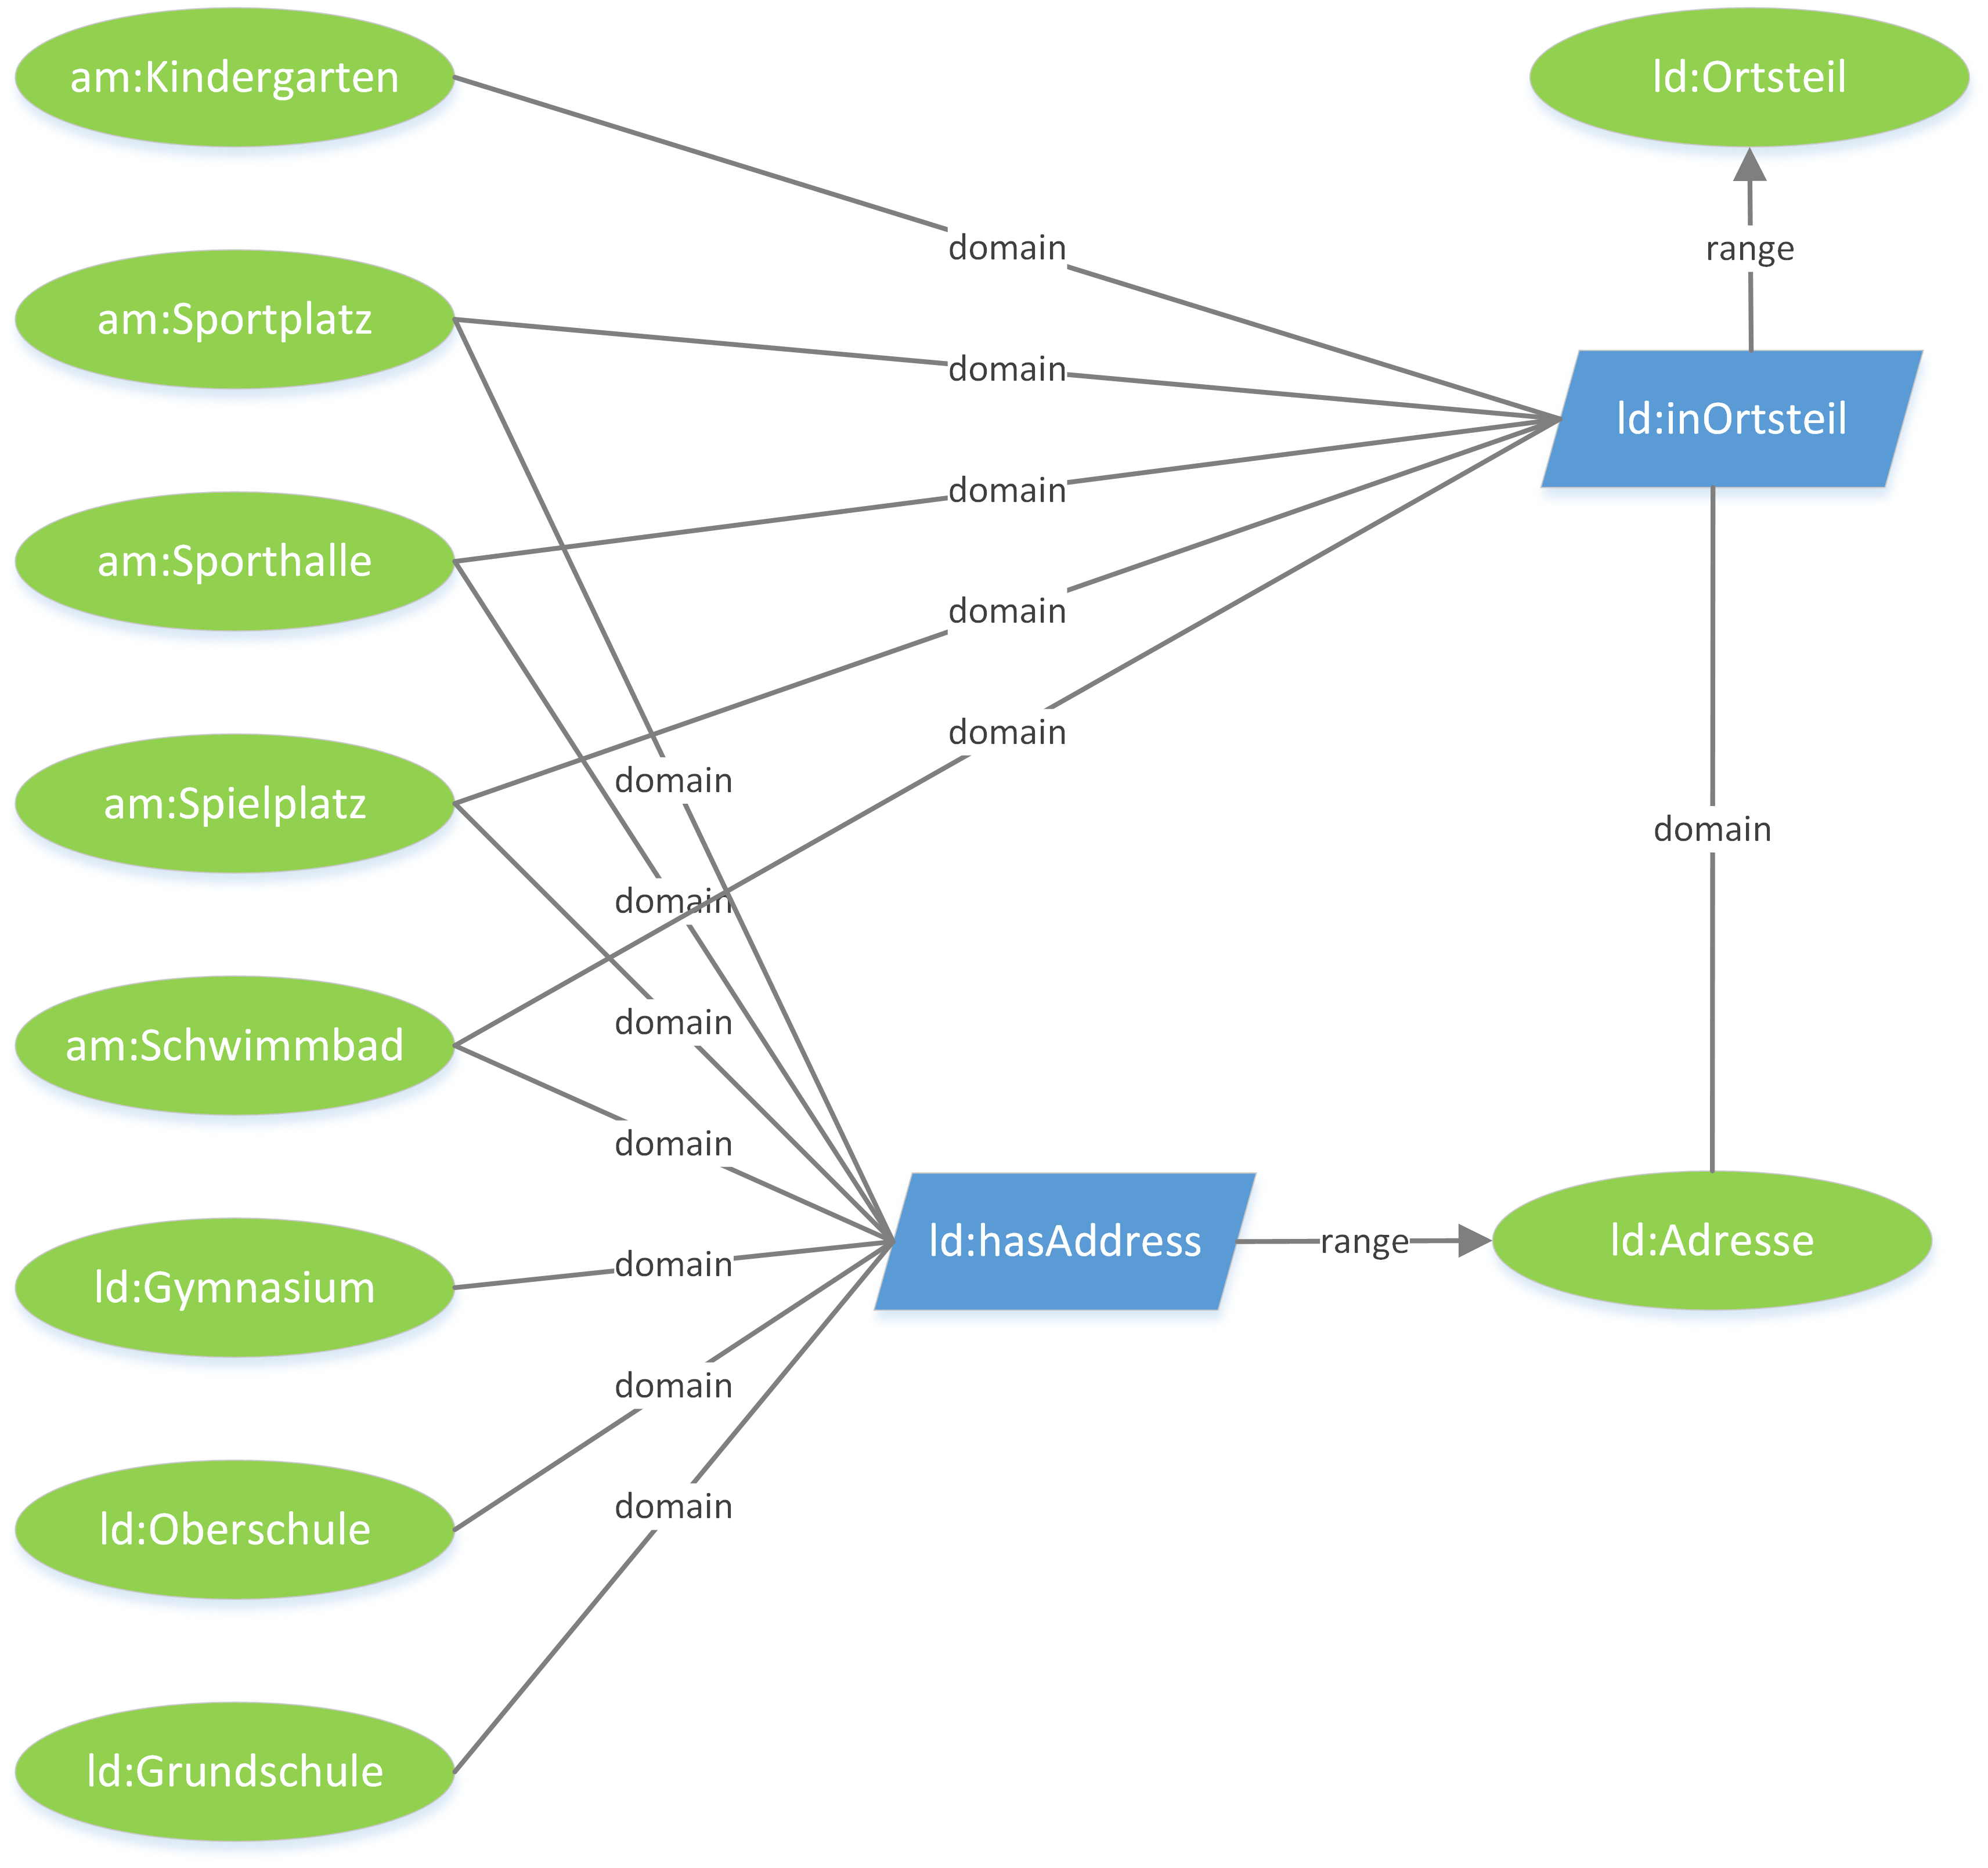 am:Kindergarten
ld:Ortsteil
domain
range
am:Sportplatz
domain
ld:inOrtsteil
domain
am:Sporthalle
domain
domain
domain
am:Spielplatz
domain
domain
domain
am:Schwimmbad
domain
ld:hasAddress
range
ld:Adresse
domain
ld:Gymnasium
domain
ld:Oberschule
domain
ld:Grundschule